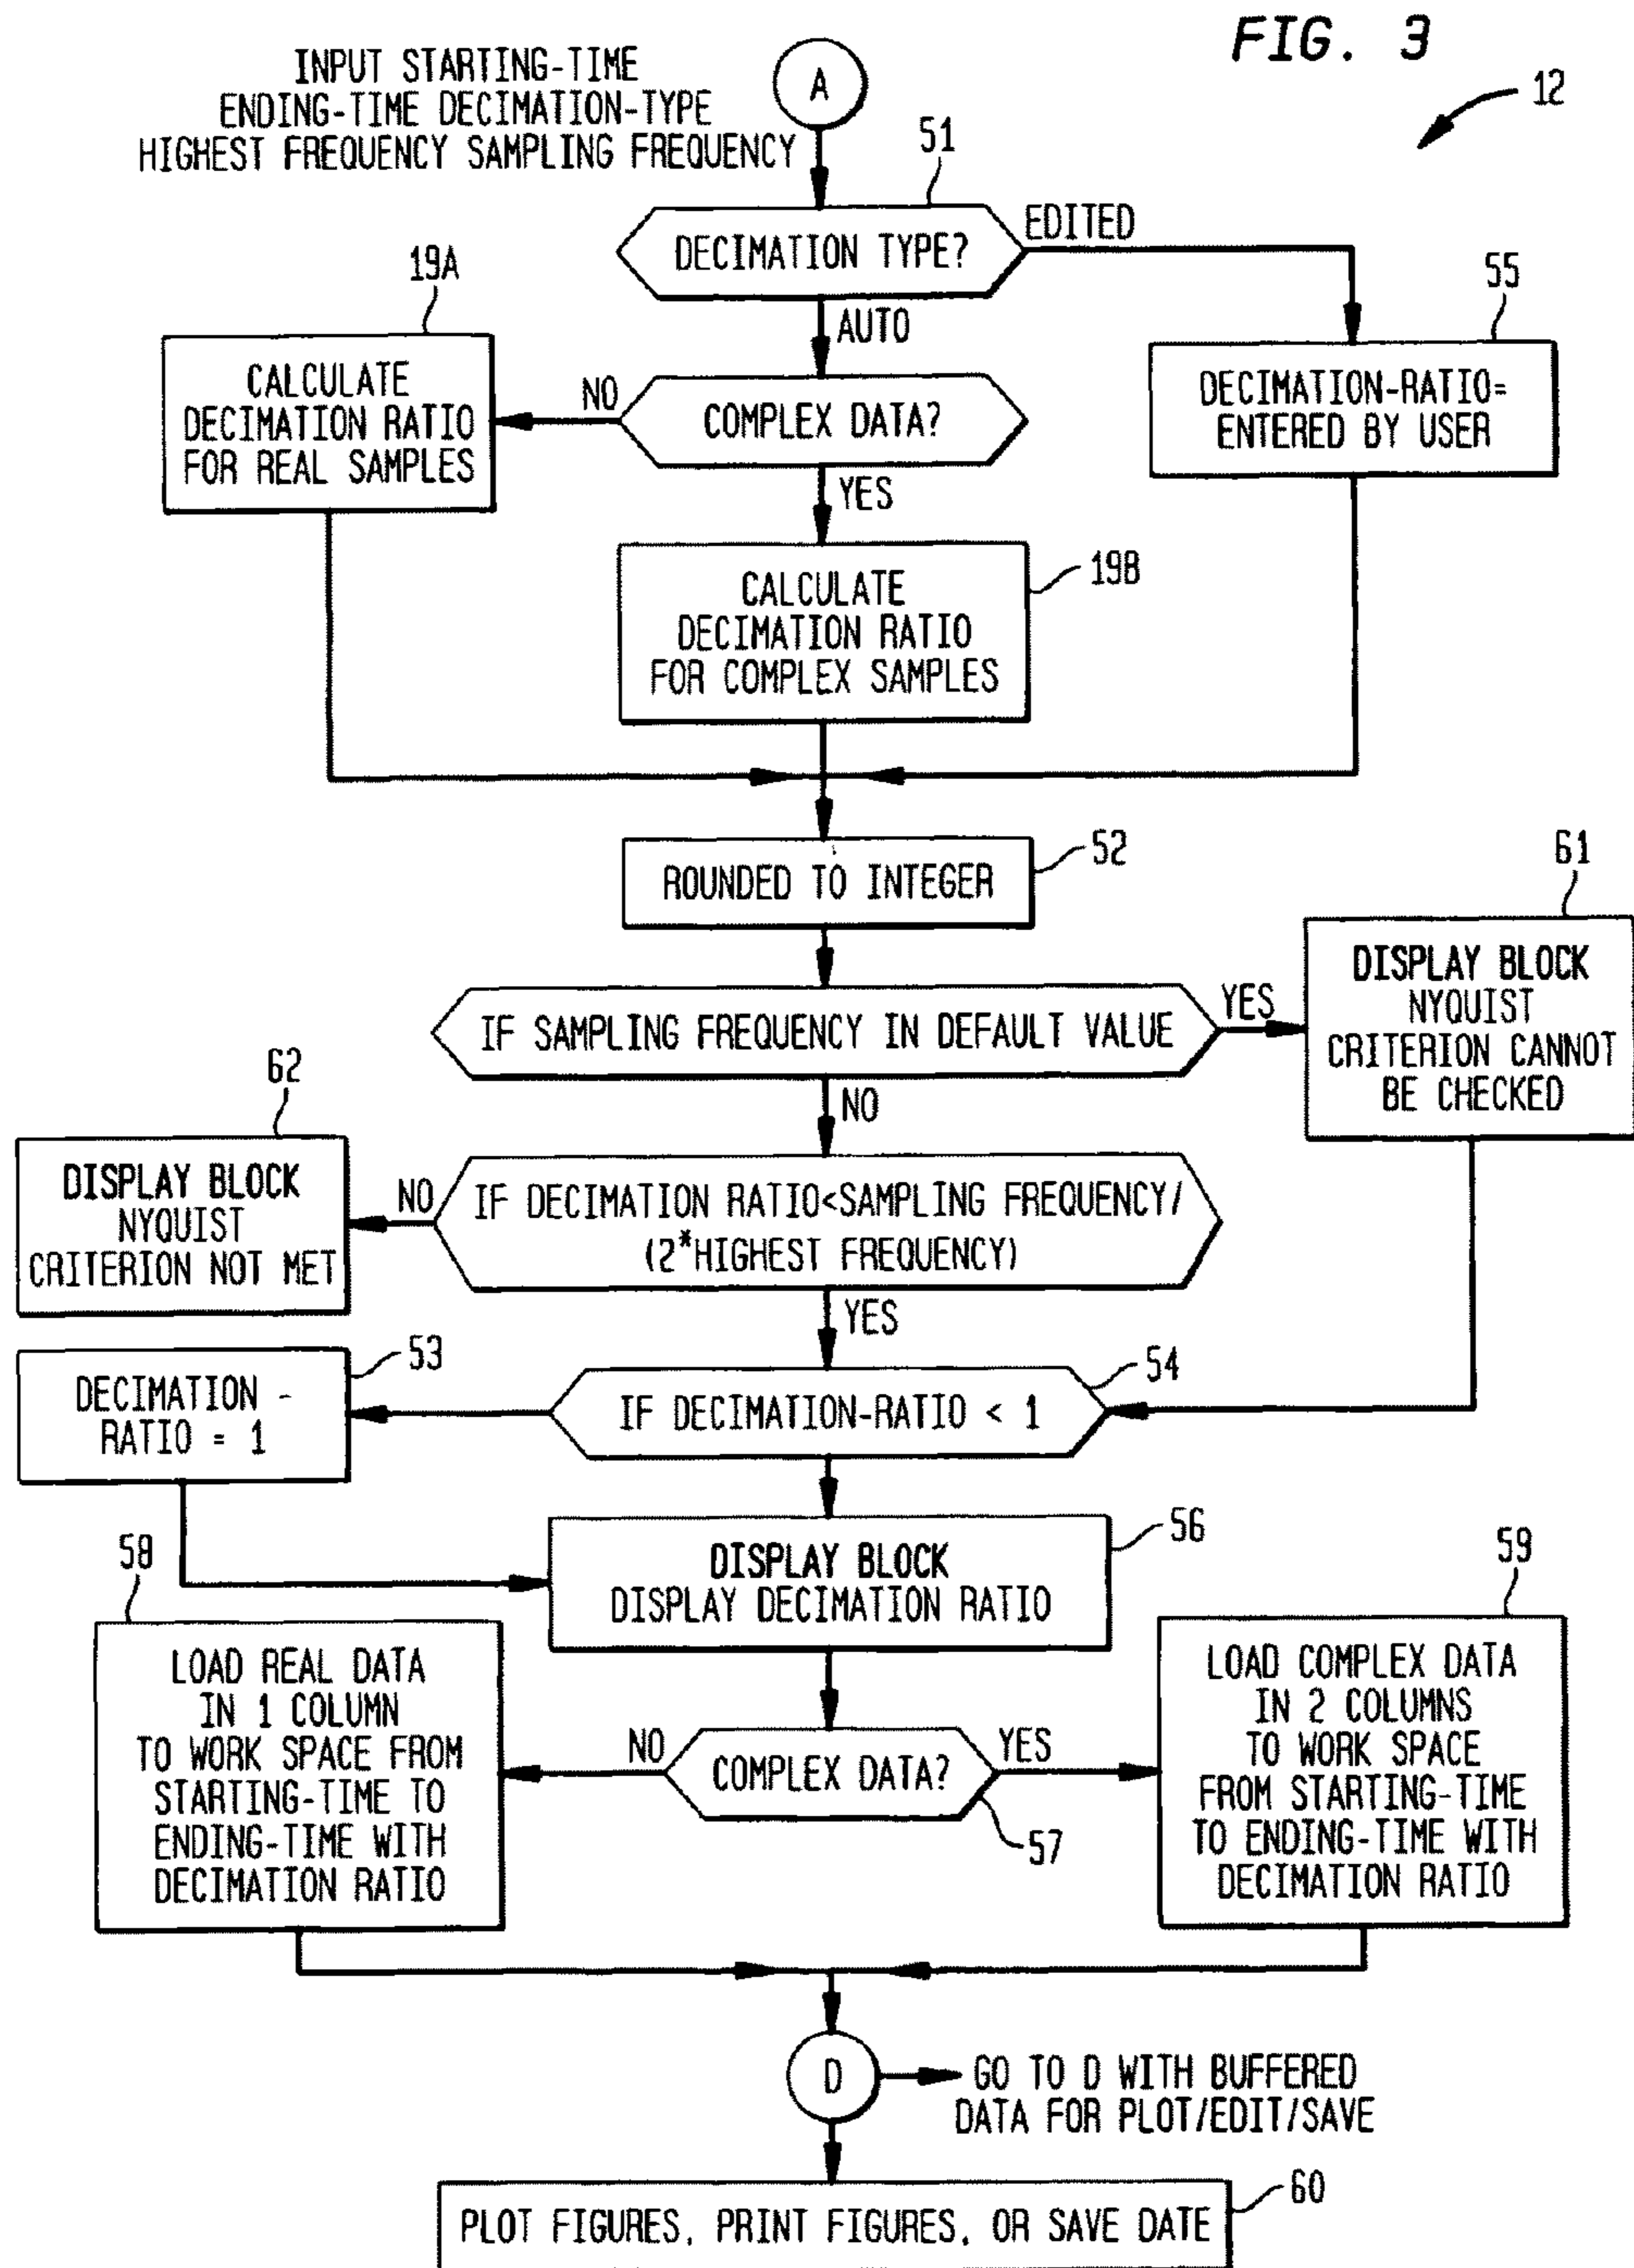 FIG. 3
12
INPUT STARTING-TIME
ENDING-TIME DECIMATION-TYPE
HIGHEST FREQUENCY SAMPLING FREQUENCY
A
51
DECIMATION TYPE?
EDITED
AUTO
19A
CALCULATE
DECIMATION RATIO
FOR REAL SAMPLES
NO
COMPLEX DATA?
YES
55
DECIMATION-RATIO=
ENTERED BY USER
19B
CALCULATE
DECIMATION RATIO
FOR COMPLEX SAMPLES
52
ROUNDED TO INTEGER
IF SAMPLING FREQUENCY IN DEFAULT VALUE
YES
NO
61
DISPLAY BLOCK
NYQUIST
CRITERION CANNOT
BE CHECKED
62
DISPLAY BLOCK
NYQUIST
CRITERION NOT MET
NO
IF DECIMATION RATIO<SAMPLING FREQUENCY/
(2*HIGHEST FREQUENCY)
YES
53
DECIMATION -
RATIO = 1
54
IF DECIMATION-RATIO < 1
56
DISPLAY BLOCK
DISPLAY DECIMATION RATIO
58
LOAD REAL DATA
IN 1 COLUMN
TO WORK SPACE FROM
STARTING-TIME TO
ENDING-TIME WITH
DECIMATION RATIO
NO
COMPLEX DATA?
YES
57
59
LOAD COMPLEX DATA
IN 2 COLUMNS
TO WORK SPACE
FROM STARTING-TIME
TO ENDING-TIME WITH
DECIMATION RATIO
D
GO TO D WITH BUFFERED
DATA FOR PLOT/EDIT/SAVE
60
PLOT FIGURES, PRINT FIGURES, OR SAVE DATE